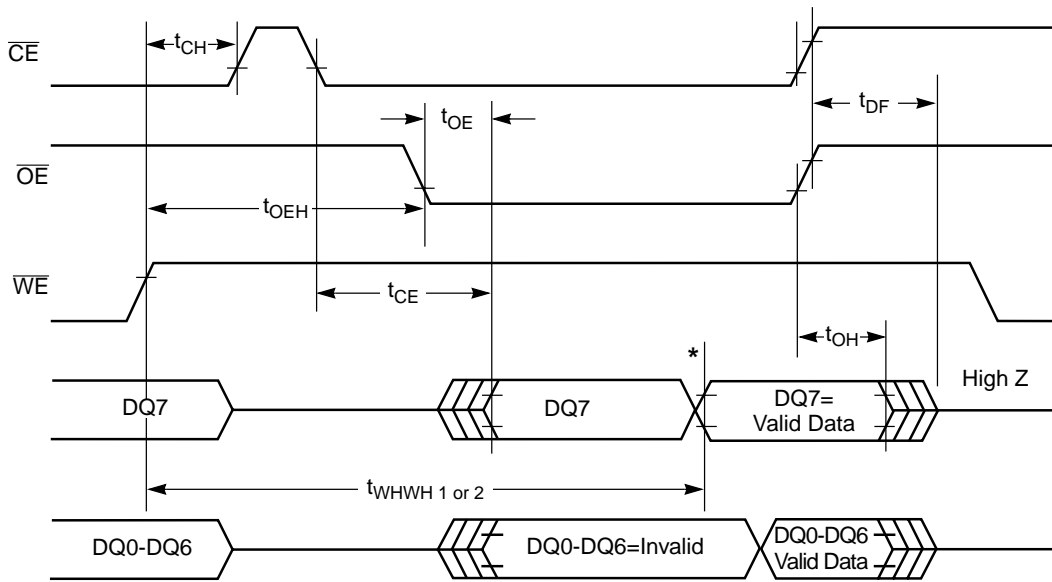 CE
tCH
tDF
tOE
OE
tOEH
WE
tCE
*
tOH
High Z
DQ7
DQ7
DQ7=
Valid Data
tWHWH 1 or 2
DQ0-DQ6
DQ0-DQ6=Invalid
DQ0-DQ6
Valid Data